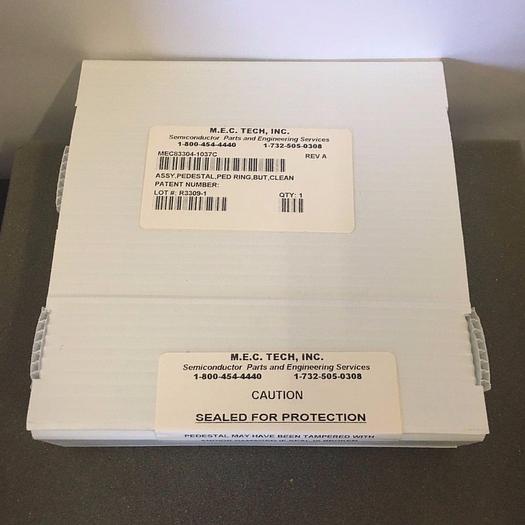 M.E.C. TECH, INC.
Semiconductor Parts and Engineering Services
1-800-454-4440 1-732-505-0308
MEC83304-1037C REV A
ASSY,PEDESTAL,PED RING,BUT,CLEAN
PATENT NUMBER:
LOT #: R3309-1 QTY: 1
M.E.C. TECH, INC.
Semiconductor Parts and Engineering Services
1-800-454-4440 1-732-505-0308
CAUTION
SEALED FOR PROTECTION
PEDESTAL MAY HAVE BEEN TAMPERED WITH